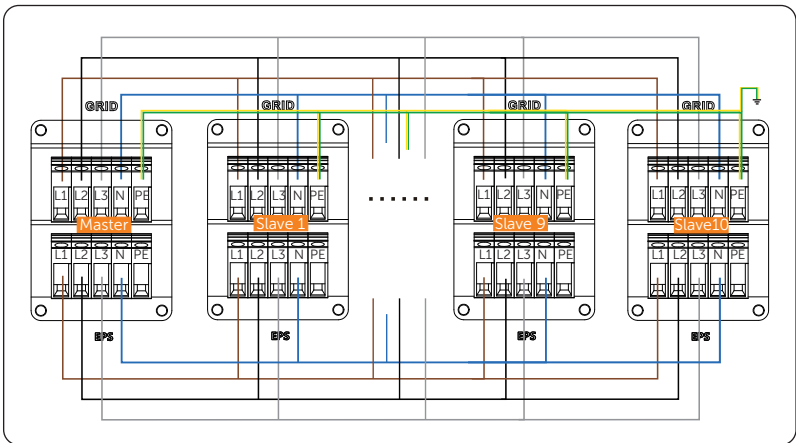 GRID GRID GRID GRID
L1 L2 L3 N PE L1 L2 L3 N PE L1 L2 L3 N PE L1 L2 L3 N PE
Master Slave 1 ...... Slave 9 Slave10
L1 L2 L3 N PE L1 L2 L3 N PE L1 L2 L3 N PE L1 L2 L3 N PE
EPS EPS EPS EPS